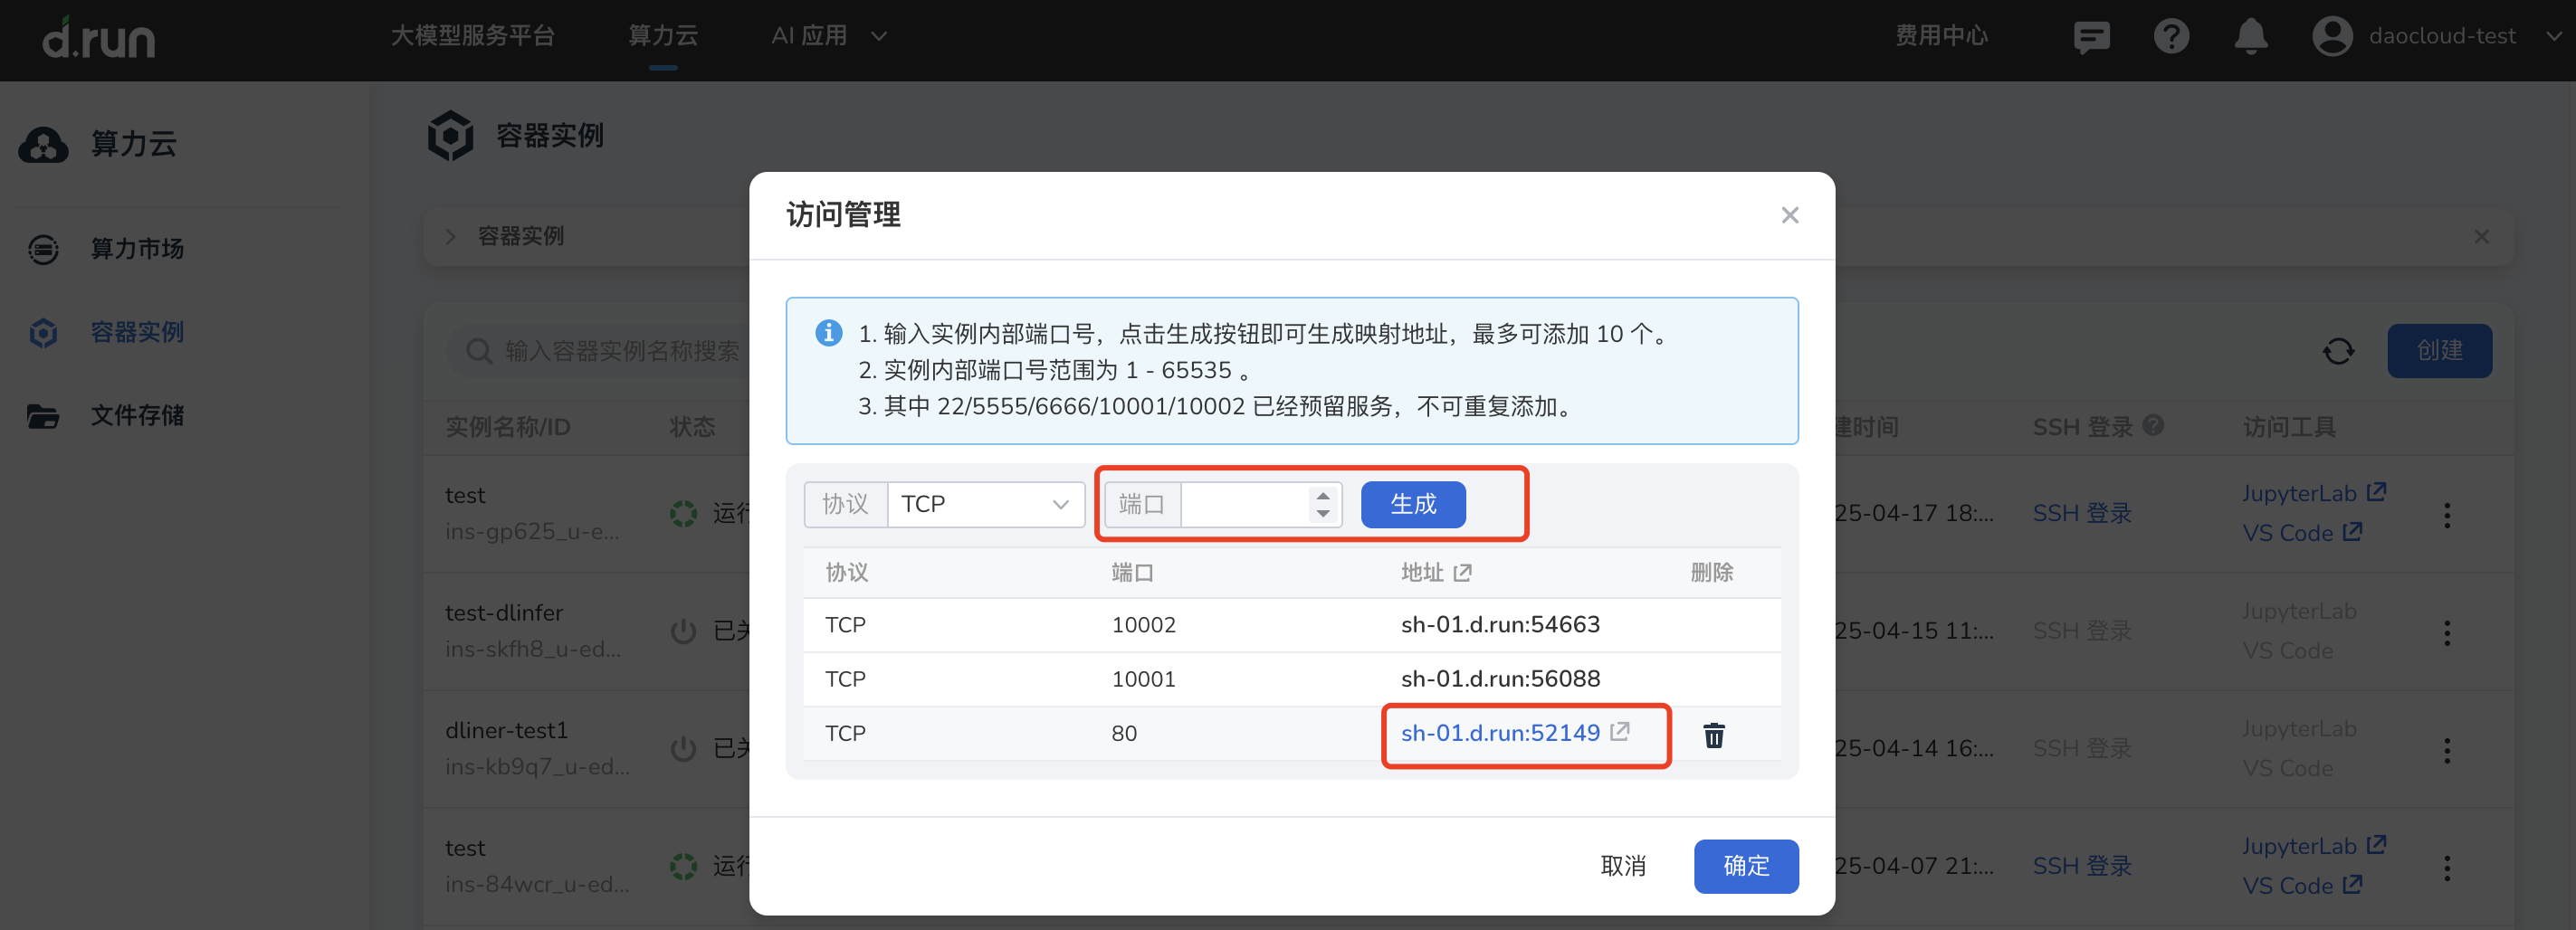 d.run
大模型服务平台
算力云
AI 应用
费用中心
daocloud-test
算力云
算力市场
容器实例
文件存储
容器实例
容器实例
输入容器实例名称搜索
创建
实例名称/ID
状态
建时间
SSH 登录
访问工具
test
ins-gp625_u-e...
运行
25-04-17 18:...
SSH 登录
JupyterLab
VS Code
test-dlinfer
ins-skfh8_u-ed...
已关
25-04-15 11:...
SSH 登录
JupyterLab
VS Code
dliner-test1
ins-kb9q7_u-ed...
已关
25-04-14 16:...
SSH 登录
JupyterLab
VS Code
test
ins-84wcr_u-ed...
运行
25-04-07 21:...
SSH 登录
JupyterLab
VS Code
访问管理
1. 输入实例内部端口号，点击生成按钮即可生成映射地址，最多可添加 10 个。
2. 实例内部端口号范围为 1 - 65535 。
3. 其中 22/5555/6666/10001/10002 已经预留服务，不可重复添加。
协议
TCP
端口
生成
协议
端口
地址
删除
TCP
10002
sh-01.d.run:54663
TCP
10001
sh-01.d.run:56088
TCP
80
sh-01.d.run:52149
取消
确定